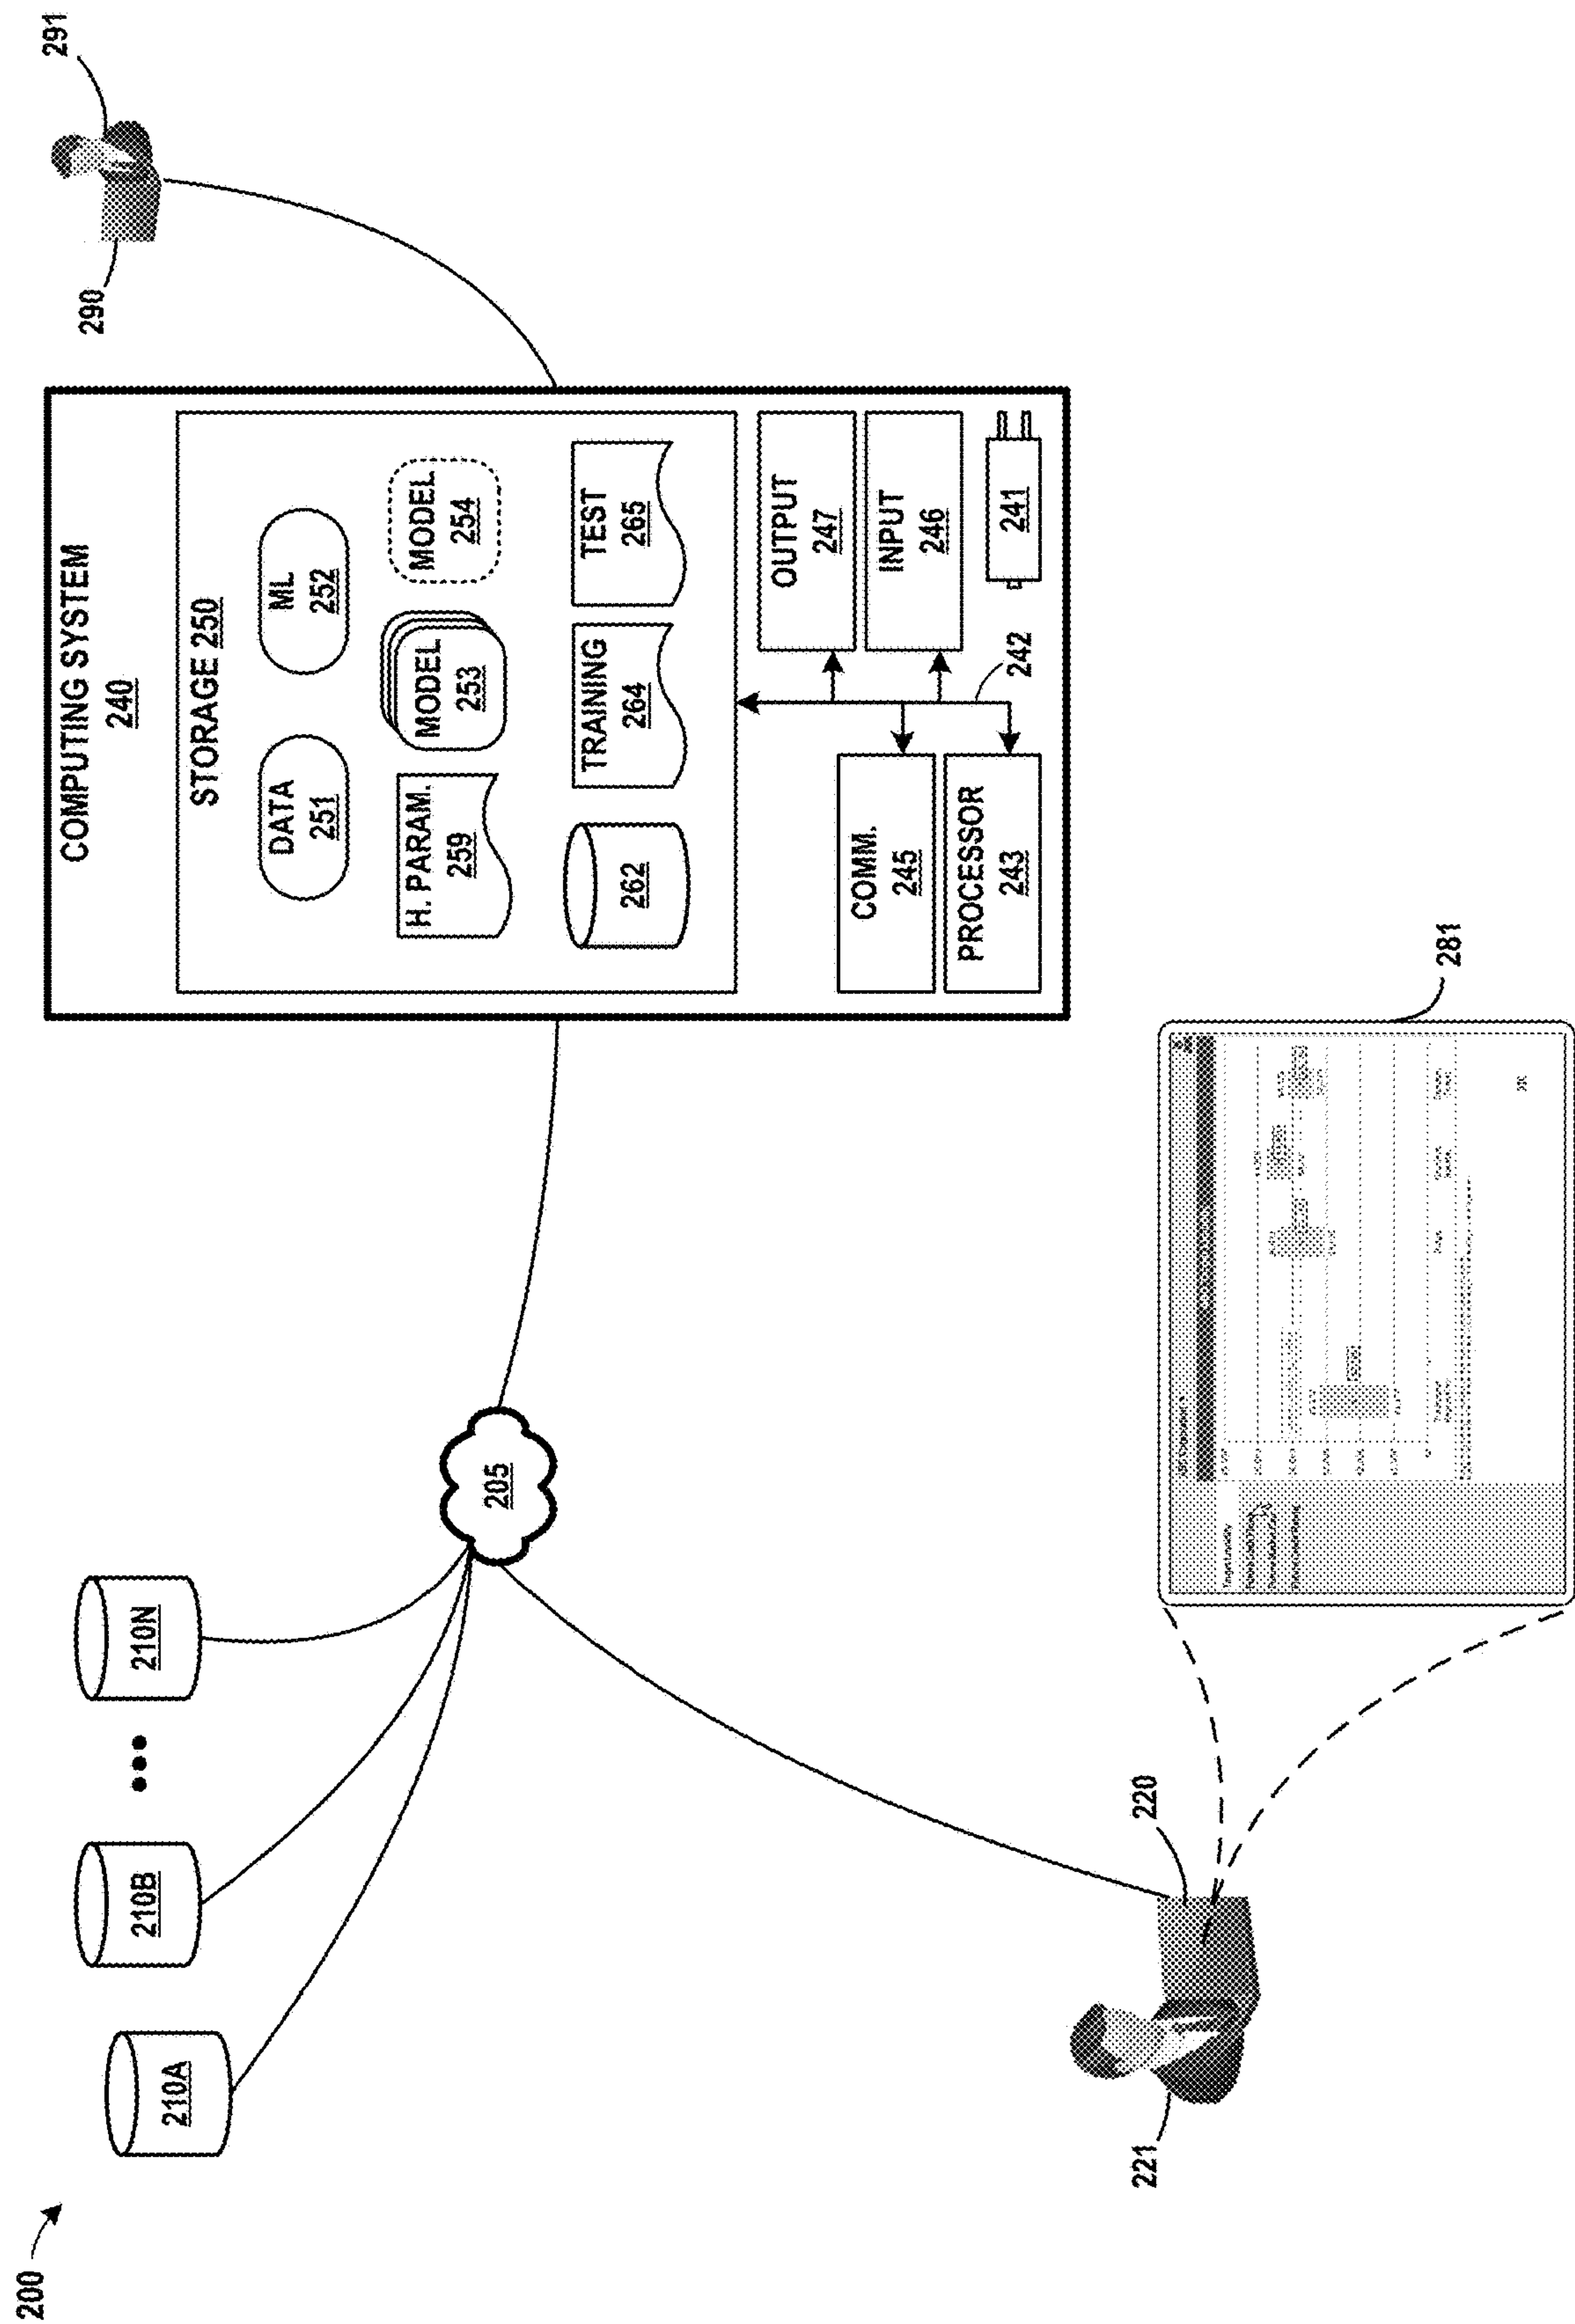 200
210A
210B
210N
205
221
220
281
COMPUTING SYSTEM
240
STORAGE 250
DATA
251
ML
252
H. PARAM.
259
MODEL
253
MODEL
254
262
TRAINING
264
TEST
265
COMM.
245
PROCESSOR
243
OUTPUT
247
INPUT
246
242
241
290
291